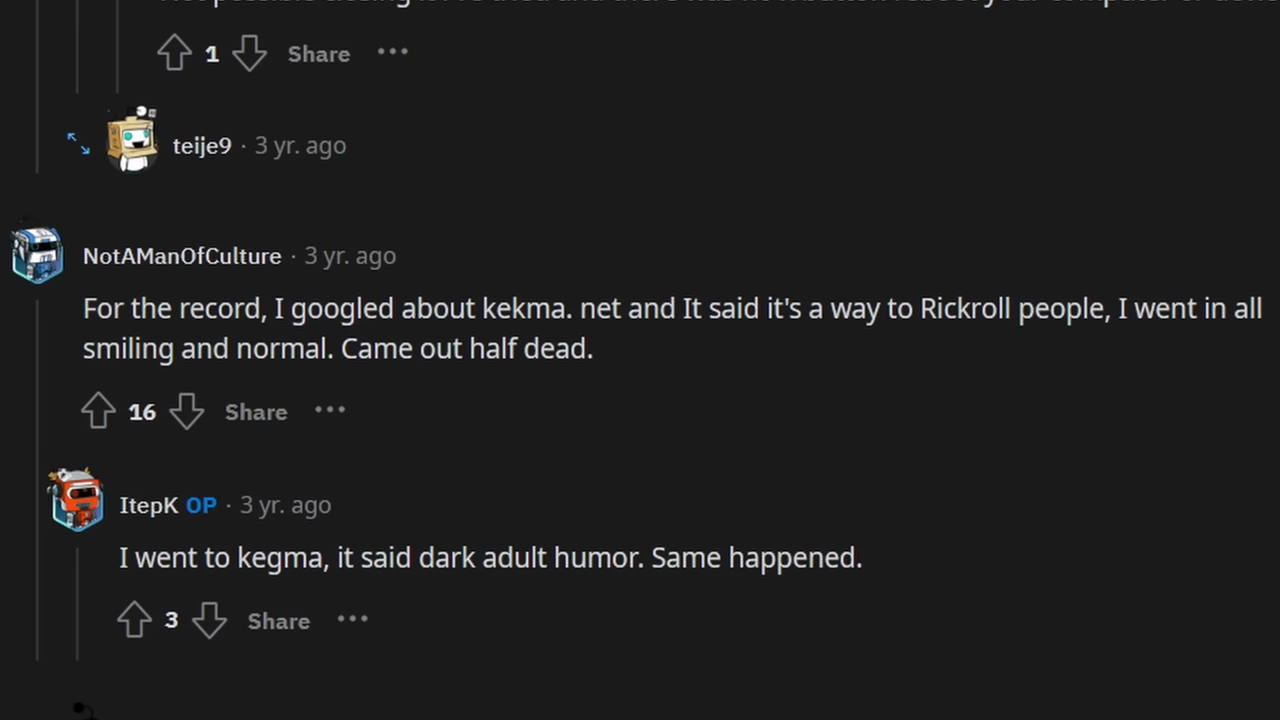 1 Share
teije9 · 3 yr. ago
NotAManOfCulture · 3 yr. ago
For the record, I googled about kekma. net and It said it's a way to Rickroll people, I went in all
smiling and normal. Came out half dead.
16 Share
ItepK OP · 3 yr. ago
I went to kegma, it said dark adult humor. Same happened.
3 Share